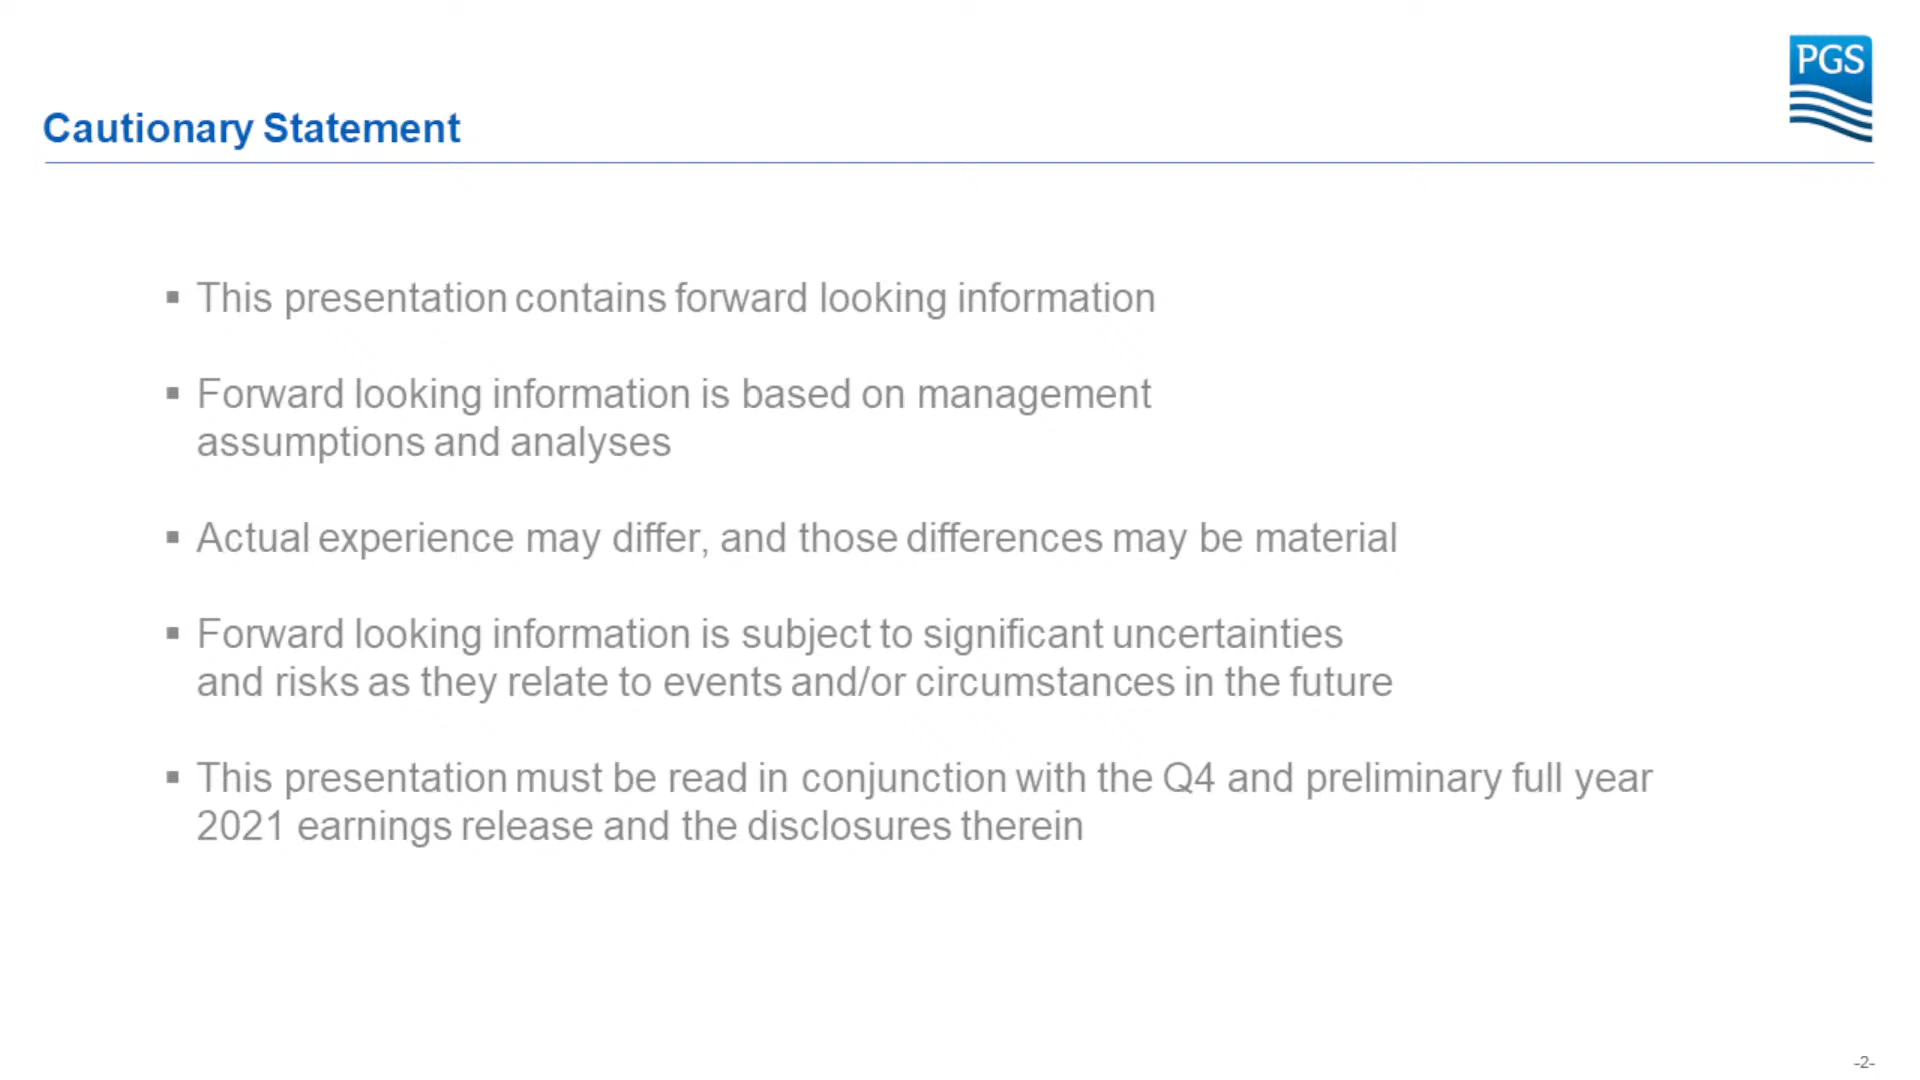 PGS
Cautionary Statement
▪ This presentation contains forward looking information
▪ Forward looking information is based on management
assumptions and analyses
▪ Actual experience may differ, and those differences may be material
▪ Forward looking information is subject to significant uncertainties
and risks as they relate to events and/or circumstances in the future
▪ This presentation must be read in conjunction with the Q4 and preliminary full year
2021 earnings release and the disclosures therein
-2-